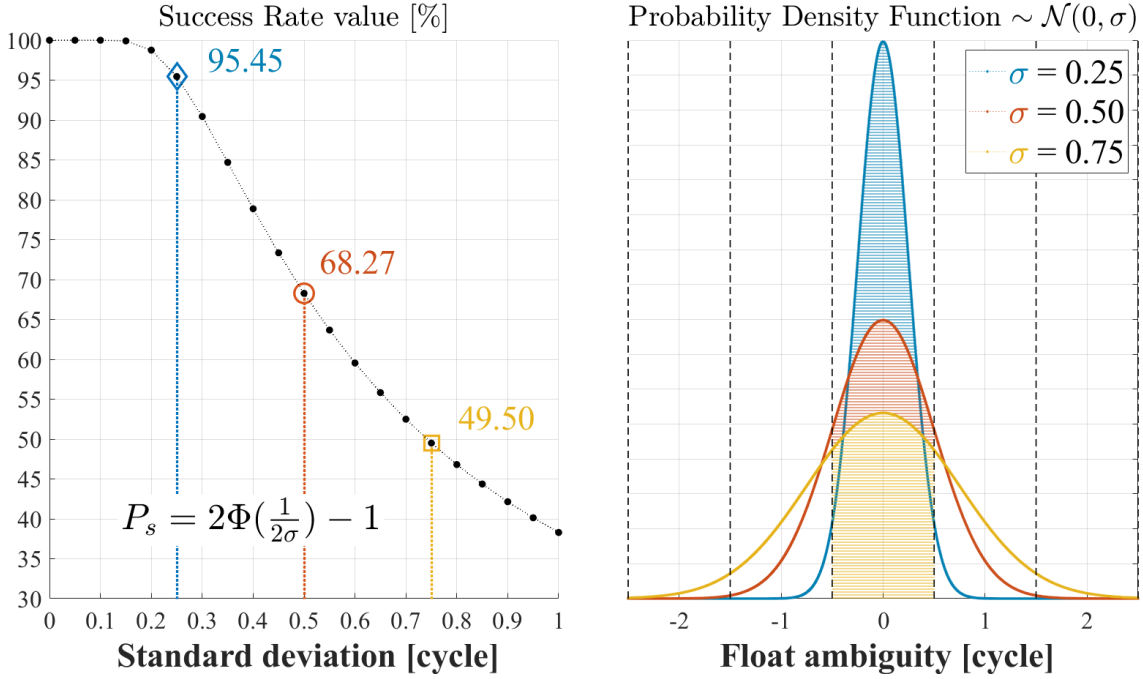 Success Rate value [%]
100
95
90
85
80
75
70
65
60
55
50
45
40
35
30
95.45
68.27
49.50
P_s = 2Φ(1/2σ) − 1
0 0.1 0.2 0.3 0.4 0.5 0.6 0.7 0.8 0.9 1
Standard deviation [cycle]
Probability Density Function ∼ 𝒩(0, σ)
σ = 0.25
σ = 0.50
σ = 0.75
-2 -1 0 1 2
Float ambiguity [cycle]